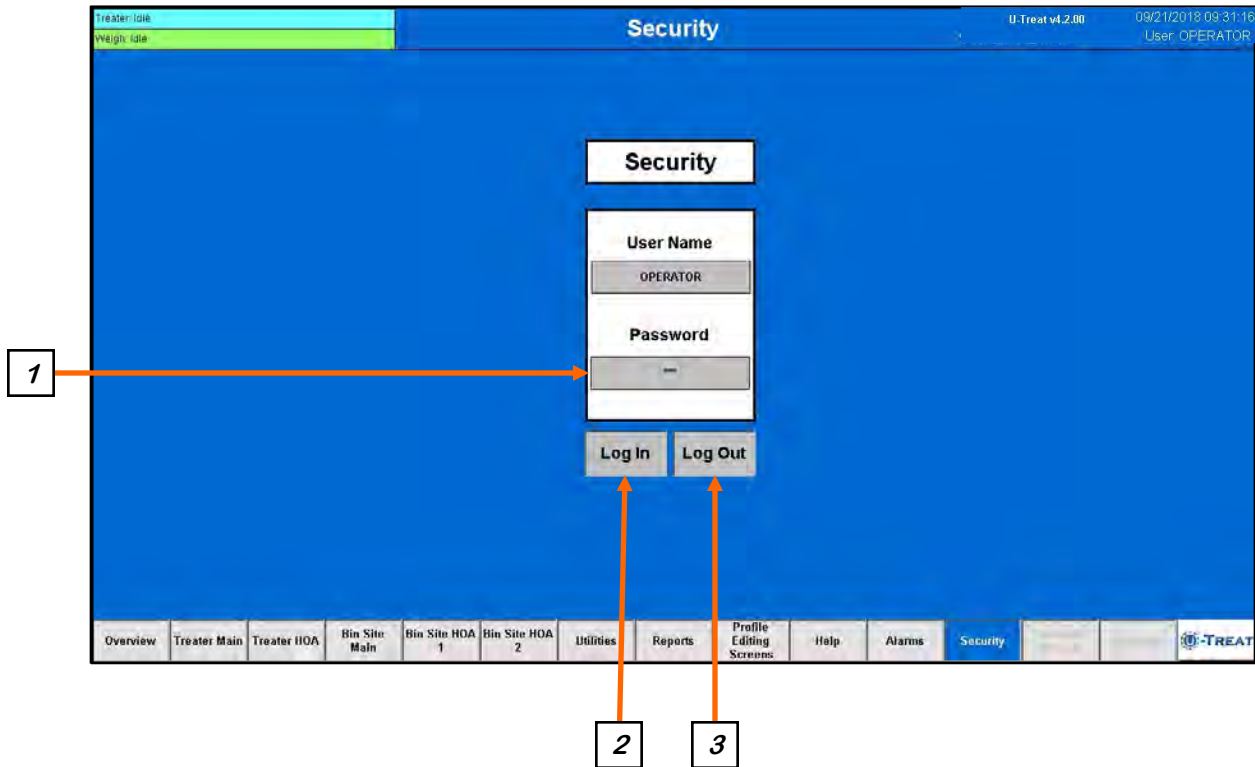 Treater: Idle
Weigh: Idle
Security
U-Treat v4.2.00
09/21/2018 09:31:16
User: OPERATOR
Security
User Name
OPERATOR
Password
***
Log In
Log Out
1
Overview
Treater Main
Treater HOA
Bin Site
Main
Bin Site HOA
1
Bin Site HOA
2
Utilities
Reports
Profile
Editing
Screens
Help
Alarms
Security
U-TREAT
2
3